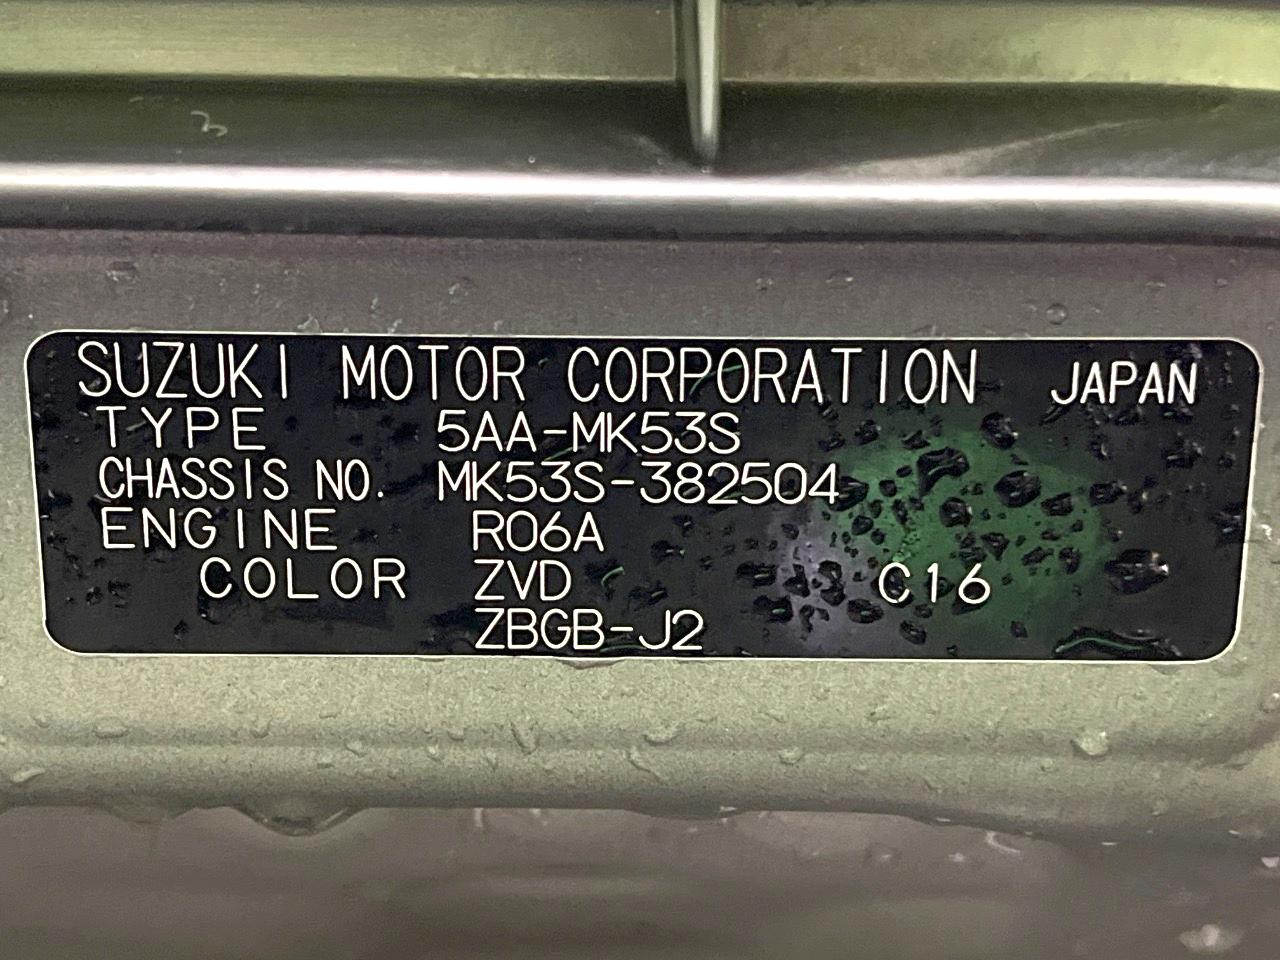 SUZUKI MOTOR CORPORATION JAPAN
TYPE 5AA-MK53S
CHASSIS NO. MK53S-382504
ENGINE R06A
COLOR ZVD C16
ZBGB-J2